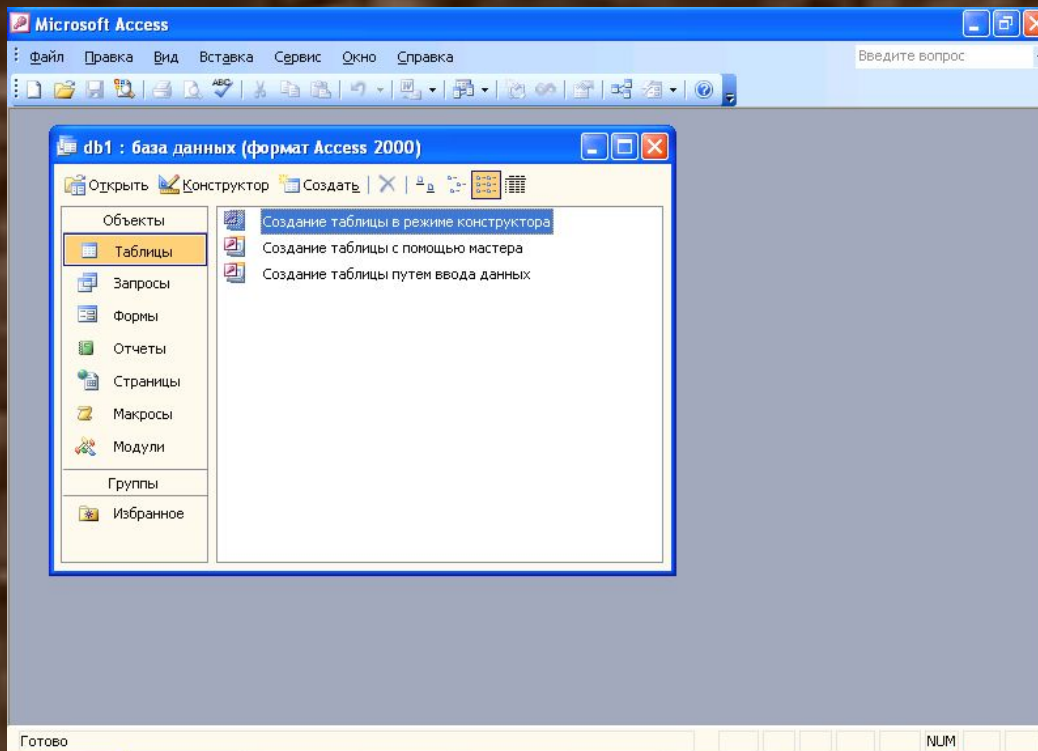 Microsoft Access
Файл Правка Вид Вставка Сервис Окно Справка Введите вопрос
ABC
W
db1 : база данных (формат Access 2000)
Открыть Конструктор Создать
Объекты
Таблицы
Запросы
Формы
Отчеты
Страницы
Макросы
Модули
Группы
Избранное
Создание таблицы в режиме конструктора
Создание таблицы с помощью мастера
Создание таблицы путем ввода данных
Готово NUM